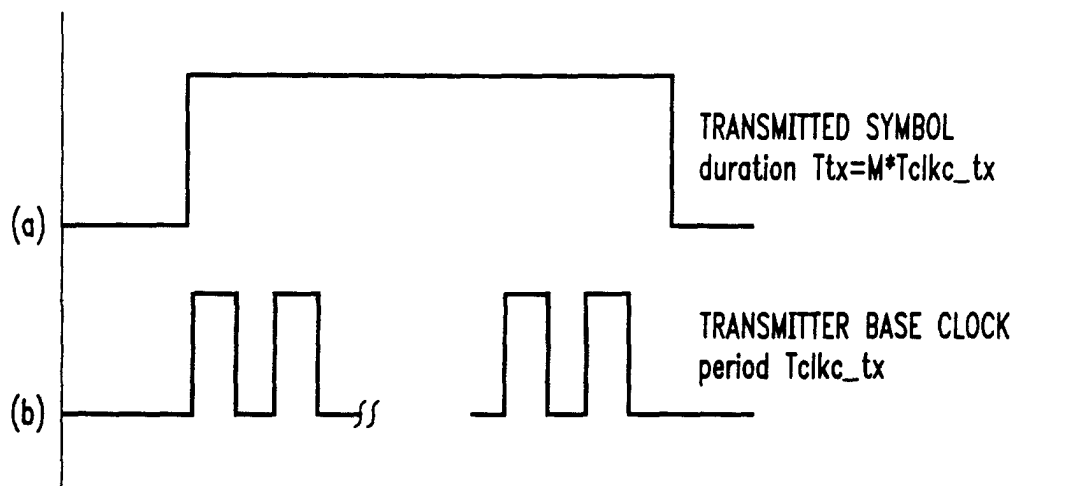 TRANSMITTED SYMBOL
duration Ttx=M*Tclkc_tx
(a)
TRANSMITTER BASE CLOCK
period Tclkc_tx
(b)